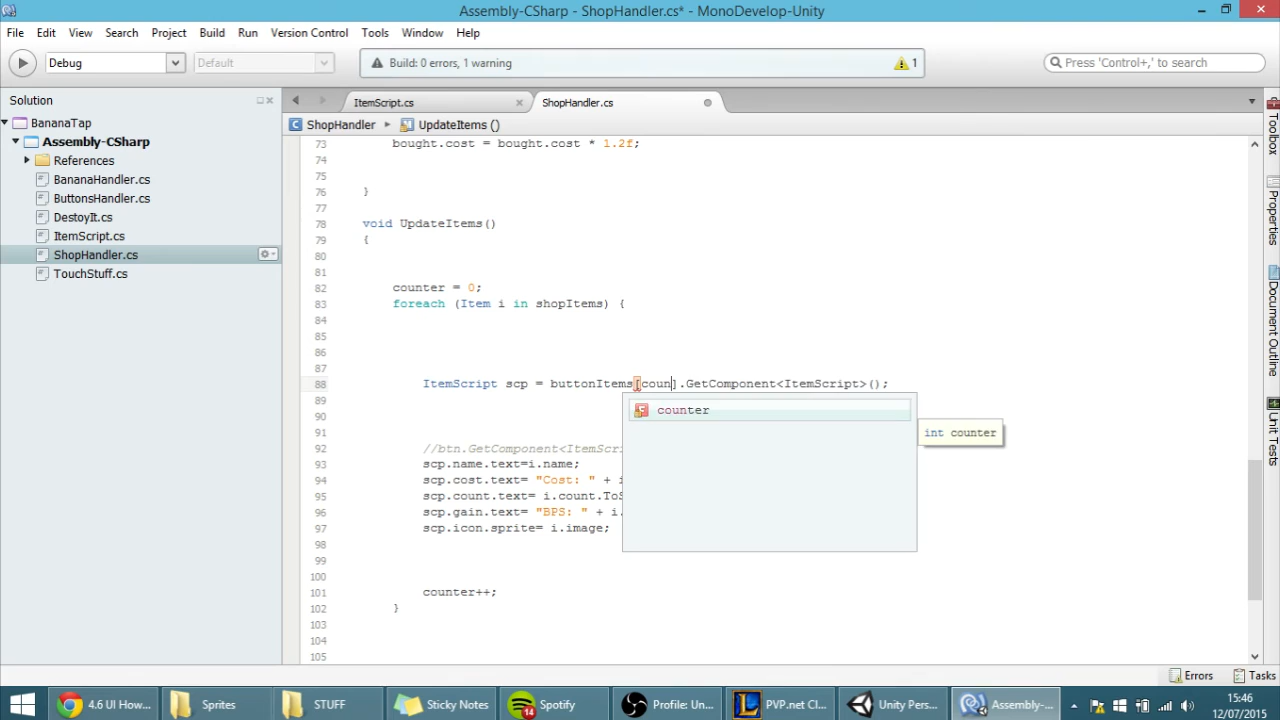 Assembly-CSharp - ShopHandler.cs* - MonoDevelop-Unity
File Edit View Search Project Build Run Version Control Tools Window Help
Debug Default Build: 0 errors, 1 warning 1 Press 'Control+,' to search
Solution ItemScript.cs ShopHandler.cs
ShopHandler UpdateItems ()
BananaTap
Assembly-CSharp
References
BananaHandler.cs
ButtonsHandler.cs
DestoyIt.cs
ItemScript.cs
ShopHandler.cs
TouchStuff.cs
73 bought.cost = bought.cost * 1.2f;
74
75
76 }
77
78 void UpdateItems()
79 {
80
81
82 counter = 0;
83 foreach (Item i in shopItems) {
84
85
86
87
88 ItemScript scp = buttonItems[coun].GetComponent<ItemScript>();
89
90
91
92 //btn.GetComponent<ItemScri
93 scp.name.text=i.name;
94 scp.cost.text= "Cost: " + i
95 scp.count.text= i.count.ToS
96 scp.gain.text= "BPS: " + i.
97 scp.icon.sprite= i.image;
98
99
100
101 counter++;
102 }
103
104
105
counter
int counter
Toolbox
Properties
Document Outline
Unit Tests
Errors Tasks
4.6 UI How... Sprites STUFF Sticky Notes Spotify 14 Profile: Un... PVP.net Cl... Unity Pers... Assembly-...
15:46
12/07/2015